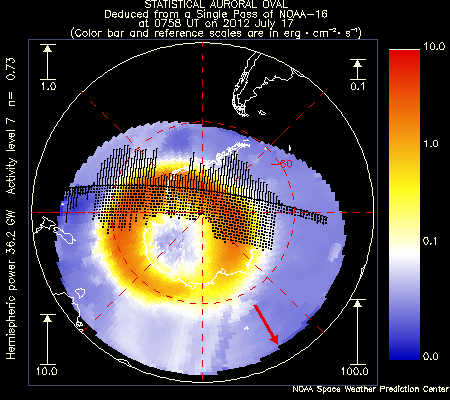 STATISTICAL AURORAL OVAL
Deduced from a Single Pass of NOAA-16
at 0758 UT on 2012 July 17
(Color bar and reference scales are in erg · cm⁻² · s⁻¹)
10.0
1.0
0.1
0.0
1.0
0.1
-60
10.0
100.0
Hemispheric power 36.2 GW Activity level 7 n= 0.73
NOAA Space Weather Prediction Center